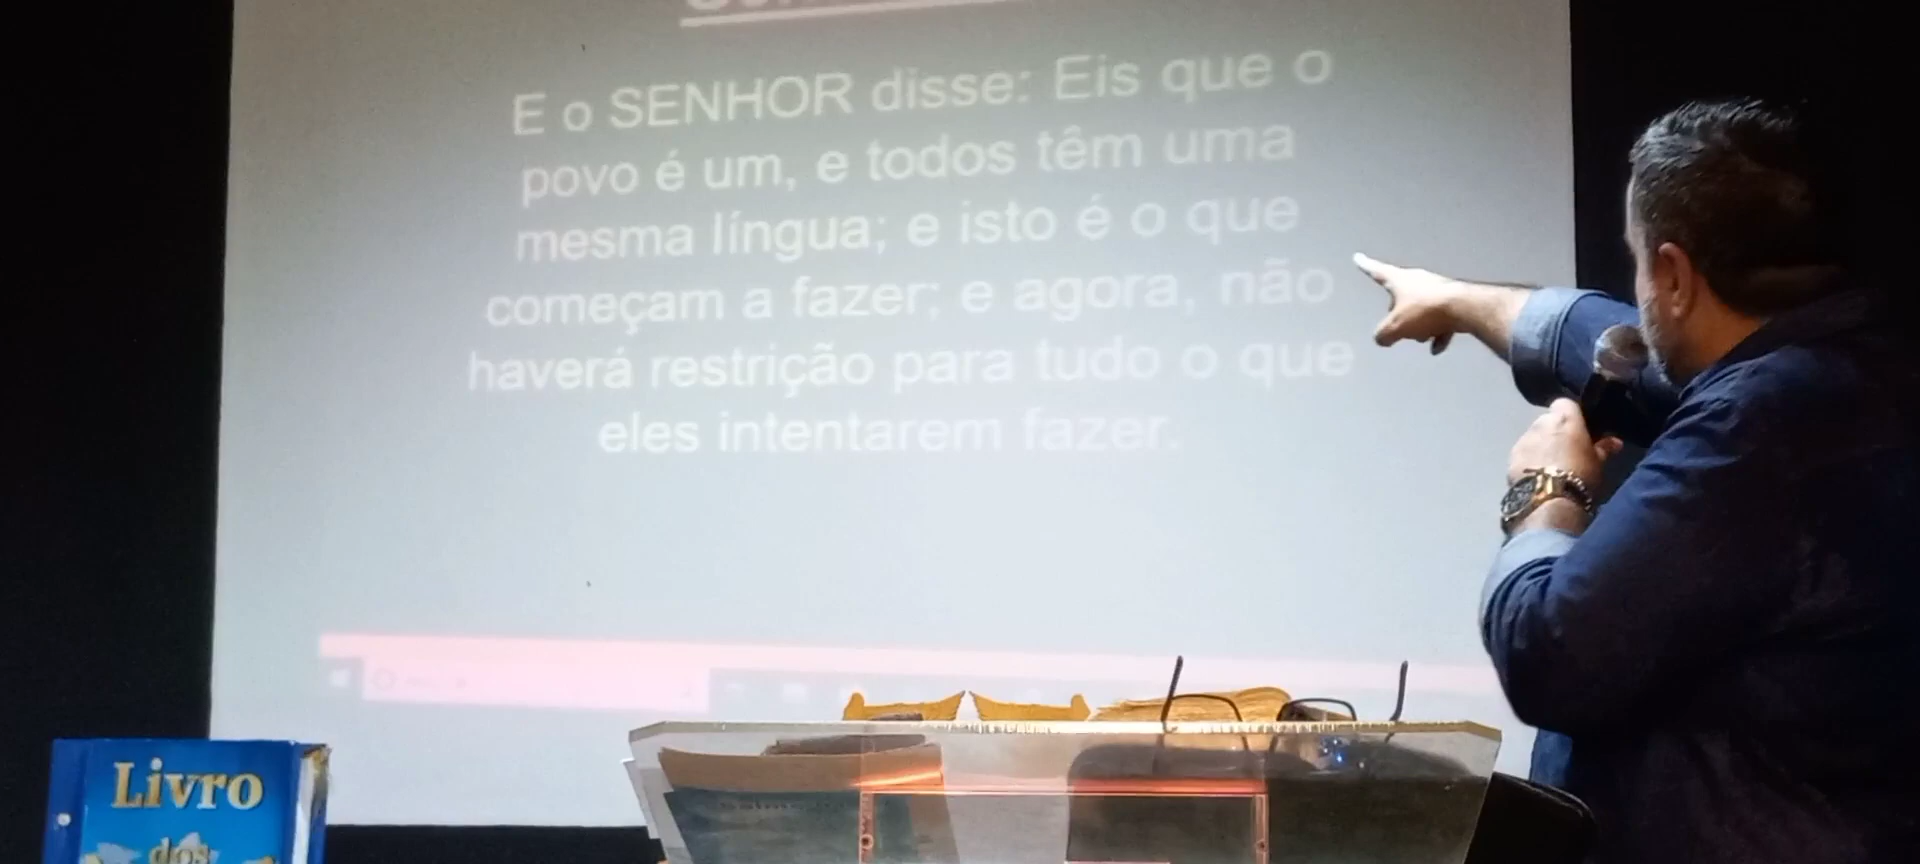 E o SENHOR disse: Eis que o
povo é um, e todos têm uma
mesma língua; e isto é o que
começam a fazer; e agora, não
haverá restrição para tudo o que
eles intentarem fazer.
Livro
dos